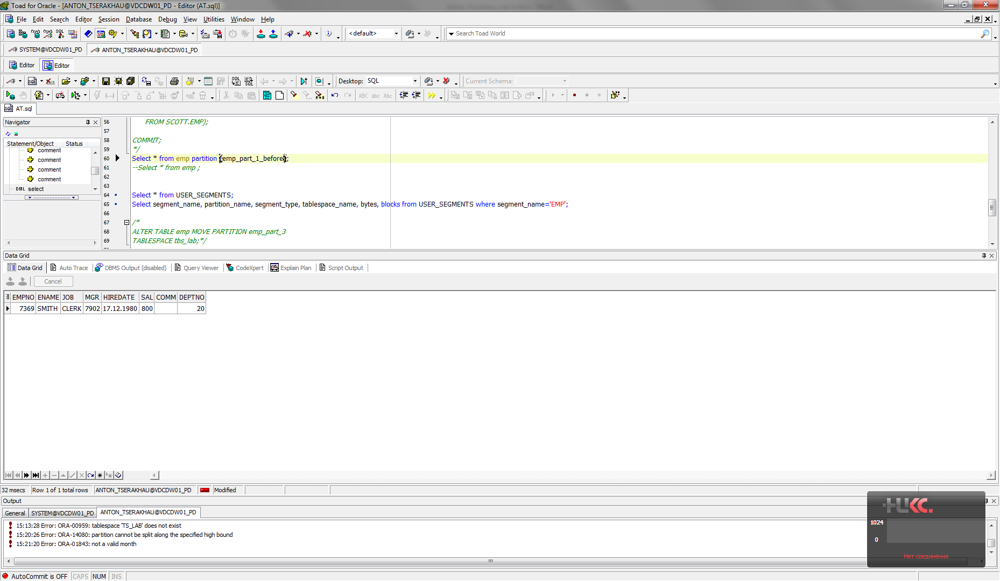 Toad for Oracle - [ANTON_TSERAKHAU@VDCDW01_PD - Editor (AT.sql)]
File Edit Search Editor Session Database Debug View Utilities Window Help
<default> Search Toad World
SYSTEM@VDCDW01_PD ANTON_TSERAKHAU@VDCDW01_PD
Editor Editor
Desktop: SQL Current Schema:
ABC abc Abc
AT.sql
Navigator
Statement/Object Status
comment
comment
comment
comment
DML select
56 FROM SCOTT.EMP);
57
58 COMMIT;
59 */
60 Select * from emp partition (emp_part_1_before);
61 --Select * from emp ;
62
63
64 Select * from USER_SEGMENTS;
65 Select segment_name, partition_name, segment_type, tablespace_name, bytes, blocks from USER_SEGMENTS where segment_name='EMP';
66
67 /*
68 ALTER TABLE emp MOVE PARTITION emp_part_3
69 TABLESPACE tbs_lab;*/
Data Grid
Data Grid Auto Trace DBMS Output (disabled) Query Viewer CodeXpert Explain Plan Script Output
Cancel
EMPNO ENAME JOB MGR HIREDATE SAL COMM DEPTNO
7369 SMITH CLERK 7902 17.12.1980 800 20
32 msecs Row 1 of 1 total rows ANTON_TSERAKHAU@VDCDW01_PD Modified
Output
General SYSTEM@VDCDW01_PD ANTON_TSERAKHAU@VDCDW01_PD
15:13:28 Error: ORA-00959: tablespace 'TS_LAB' does not exist
15:20:26 Error: ORA-14080: partition cannot be split along the specified high bound
15:21:20 Error: ORA-01843: not a valid month
1024
0
Нет соединения
AutoCommit is OFF CAPS NUM INS